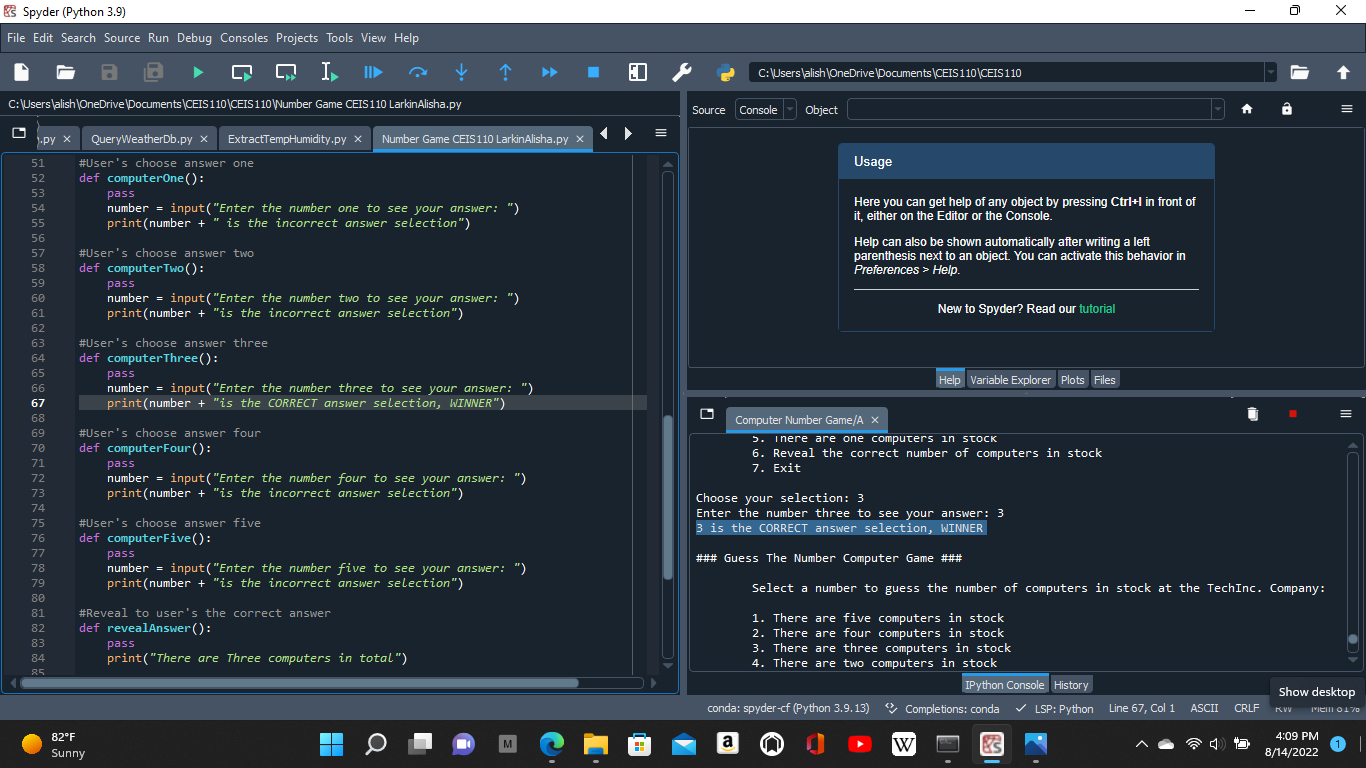 Spyder (Python 3.9)
File Edit Search Source Run Debug Consoles Projects Tools View Help
C:\Users\alish\OneDrive\Documents\CEIS110\CEIS110
C:\Users\alish\OneDrive\Documents\CEIS110\CEIS110\Number Game CEIS110 LarkinAlisha.py
.py QueryWeatherDb.py ExtractTempHumidity.py Number Game CEIS110 LarkinAlisha.py
51 #User's choose answer one
52 def computerOne():
53 pass
54 number = input("Enter the number one to see your answer: ")
55 print(number + " is the incorrect answer selection")
56
57 #User's choose answer two
58 def computerTwo():
59 pass
60 number = input("Enter the number two to see your answer: ")
61 print(number + "is the incorrect answer selection")
62
63 #User's choose answer three
64 def computerThree():
65 pass
66 number = input("Enter the number three to see your answer: ")
67 print(number + "is the CORRECT answer selection, WINNER")
68
69 #User's choose answer four
70 def computerFour():
71 pass
72 number = input("Enter the number four to see your answer: ")
73 print(number + "is the incorrect answer selection")
74
75 #User's choose answer five
76 def computerFive():
77 pass
78 number = input("Enter the number five to see your answer: ")
79 print(number + "is the incorrect answer selection")
80
81 #Reveal to user's the correct answer
82 def revealAnswer():
83 pass
84 print("There are Three computers in total")
85
Source Console Object
Usage
Here you can get help of any object by pressing Ctrl+I in front of
it, either on the Editor or the Console.
Help can also be shown automatically after writing a left
parenthesis next to an object. You can activate this behavior in
Preferences > Help.
New to Spyder? Read our tutorial
Help Variable Explorer Plots Files
Computer Number Game/A
5. There are one computers in stock
6. Reveal the correct number of computers in stock
7. Exit
Choose your selection: 3
Enter the number three to see your answer: 3
3 is the CORRECT answer selection, WINNER
### Guess The Number Computer Game ###
Select a number to guess the number of computers in stock at the TechInc. Company:
1. There are five computers in stock
2. There are four computers in stock
3. There are three computers in stock
4. There are two computers in stock
IPython Console History
Show desktop
conda: spyder-cf (Python 3.9.13) Completions: conda LSP: Python Line 67, Col 1 ASCII CRLF RW Mem 81%
82°F
Sunny
M
a
W
4:09 PM
8/14/2022
1